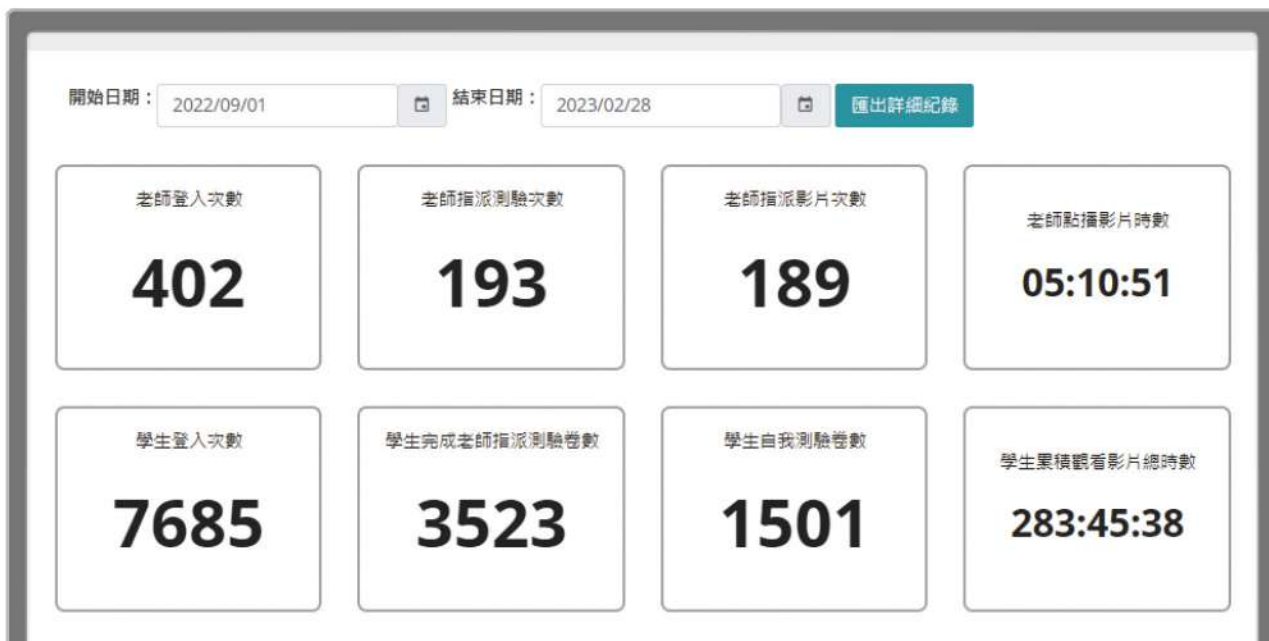 開始日期：
2022/09/01
結束日期：
2023/02/28
匯出詳細紀錄
老師登入次數
402
老師指派測驗次數
193
老師指派影片次數
189
老師點播影片時數
05:10:51
學生登入次數
7685
學生完成老師指派測驗卷數
3523
學生自我測驗卷數
1501
學生累積觀看影片總時數
283:45:38